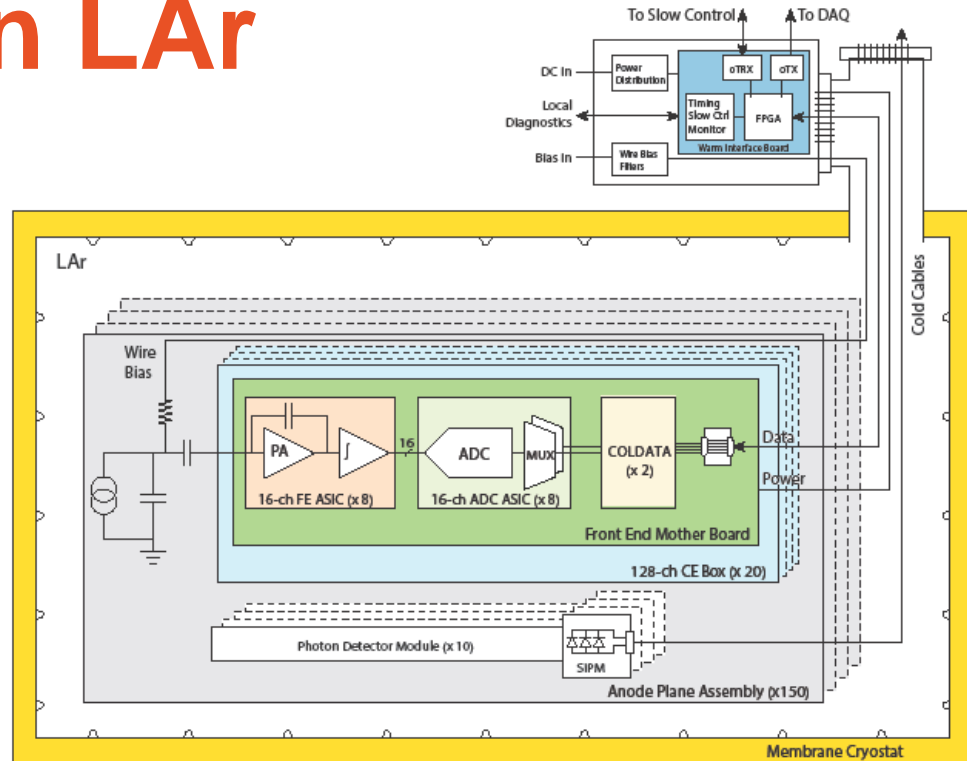 n LAr
To Slow Control
To DAQ
DC In
Power
Distribution
oTRX
oTX
Local
Diagnostics
Timing
Slow Ctrl
Monitor
FPGA
Warm Interface Board
Bias In
Wire Bias
Filters
LAr
Cold Cables
Wire
Bias
PA
∫
16
ADC
MUX
COLDATA
(x 2)
Data
Power
16-ch FE ASIC (x 8)
16-ch ADC ASIC (x 8)
Front End Mother Board
128-ch CE Box (x 20)
Photon Detector Module (x 10)
SIPM
Anode Plane Assembly (x150)
Membrane Cryostat